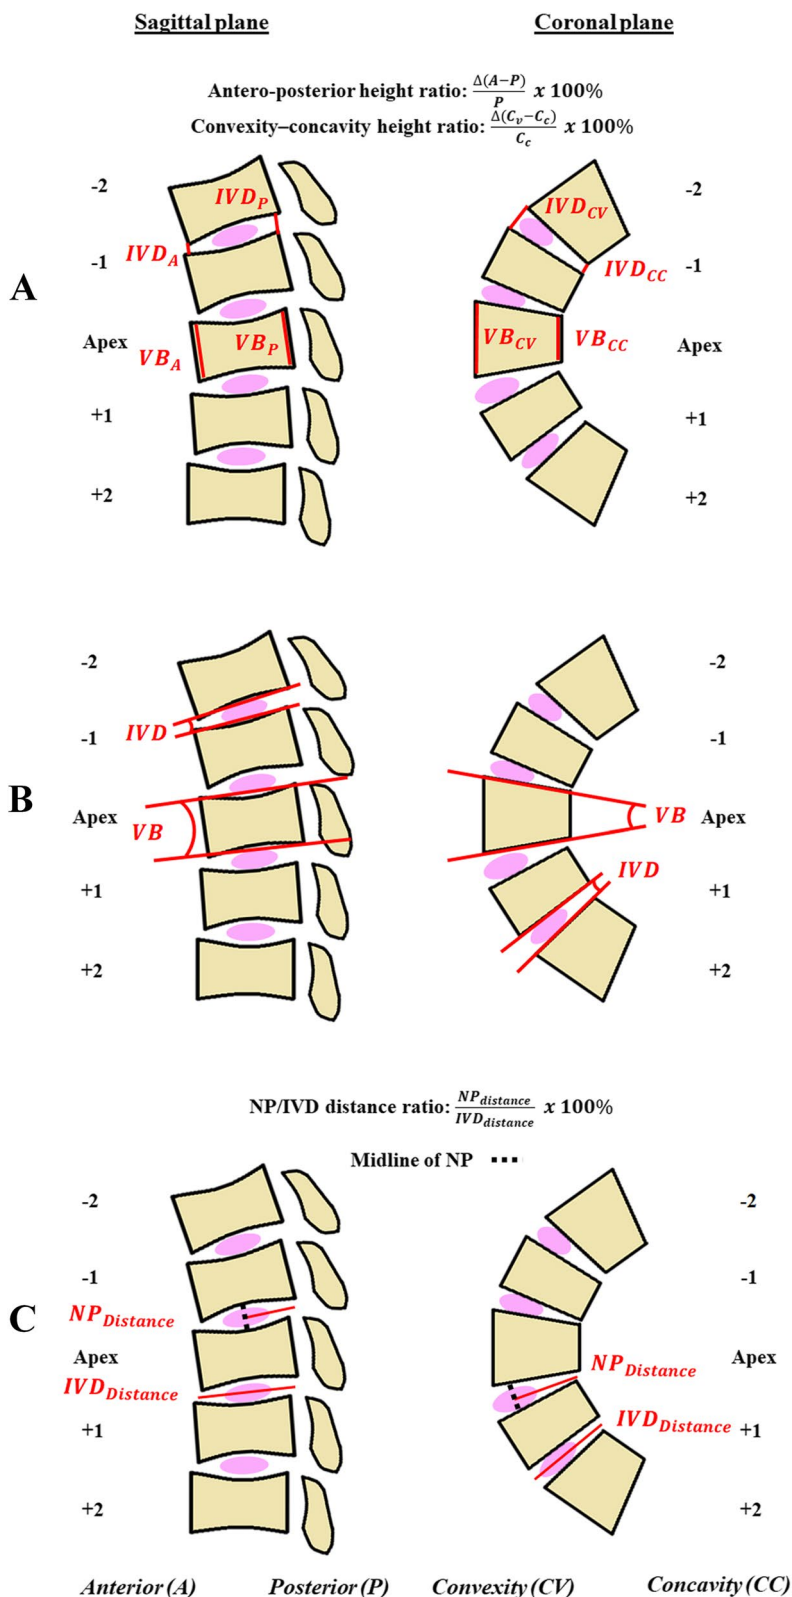 Sagittal plane Coronal plane
Antero-posterior height ratio: Δ(A−P)/P x 100%
Convexity–concavity height ratio: Δ(C_v−C_c)/C_c x 100%
A
-2 IVD_P IVD_CV -2
-1 IVD_A IVD_CC -1
Apex VB_A VB_P VB_CV VB_CC Apex
+1 +1
+2 +2
B
-2 -2
-1 IVD -1
Apex VB VB Apex
+1 IVD +1
+2 +2
NP/IVD distance ratio: NP_distance/IVD_distance x 100%
Midline of NP
C
-2 -2
-1 -1
NP_Distance
Apex NP_Distance Apex
IVD_Distance
+1 IVD_Distance +1
+2 +2
Anterior (A) Posterior (P) Convexity (CV) Concavity (CC)